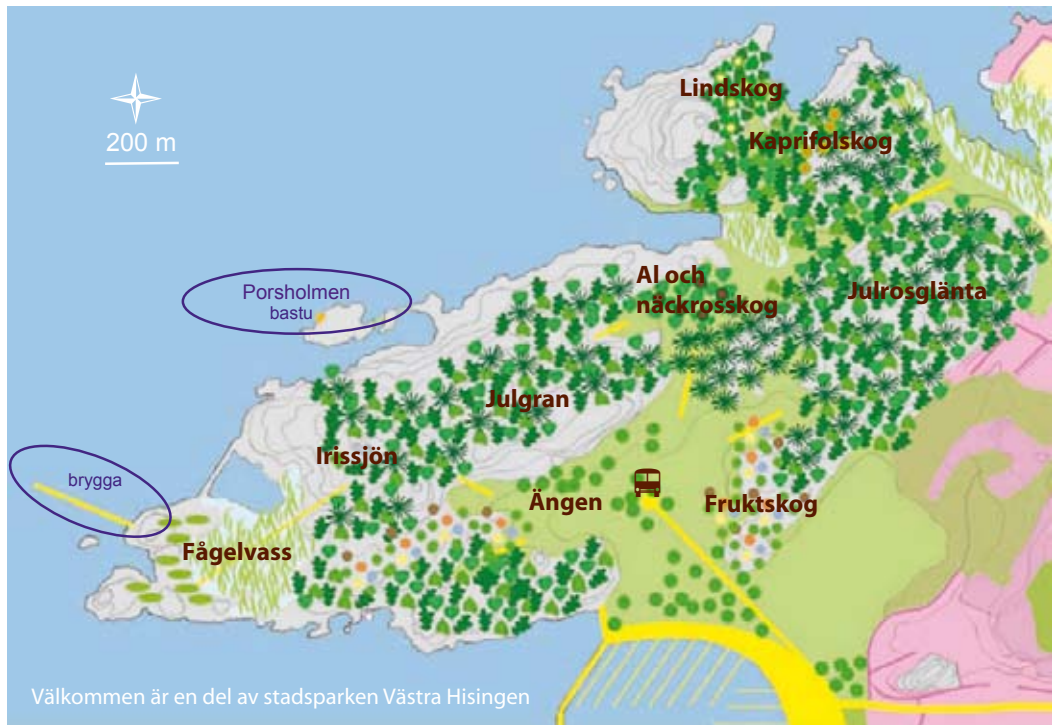 200 m
Lindskog
Kaprifolskog
Al och
näckrosskog
Julrosglänta
Porsholmen
bastu
Julgran
Irissjön
brygga
Ängen
Fruktskog
Fågelvass
Välkommen är en del av stadsparken Västra Hisingen